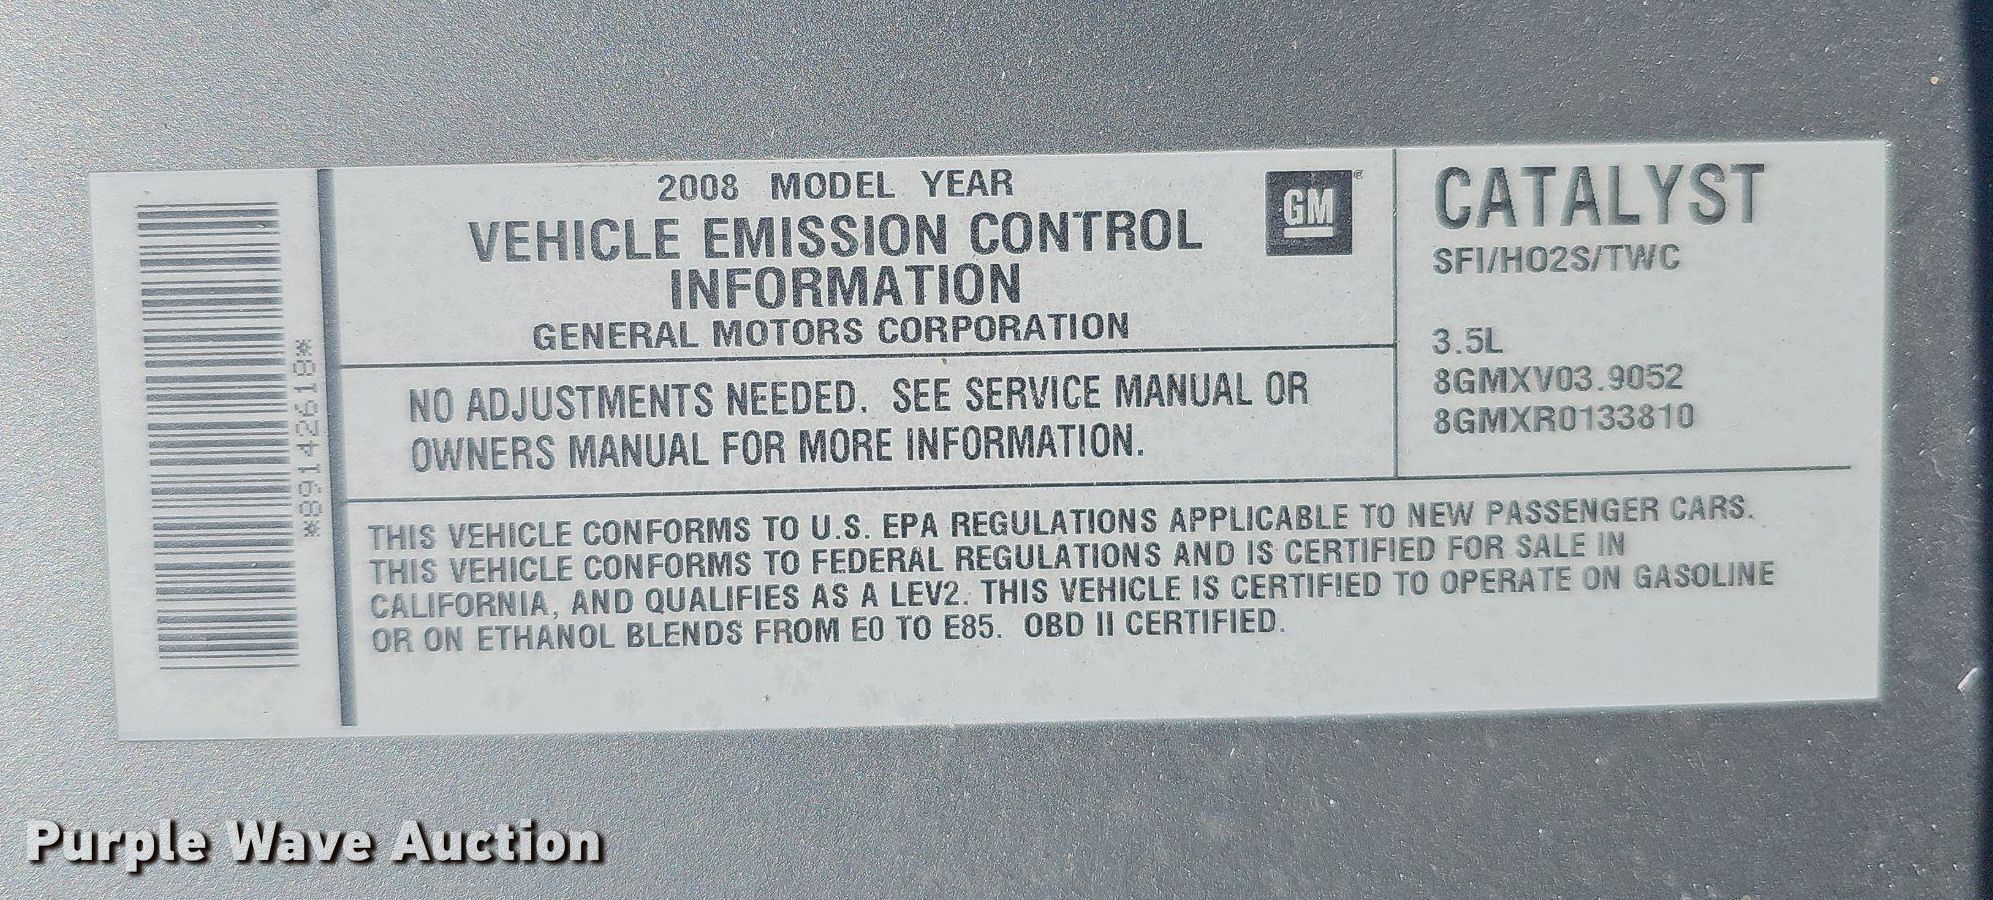 2008 MODEL YEAR
VEHICLE EMISSION CONTROL
INFORMATION
GENERAL MOTORS CORPORATION
GM®
NO ADJUSTMENTS NEEDED. SEE SERVICE MANUAL OR
OWNERS MANUAL FOR MORE INFORMATION.
CATALYST
SFI/HO2S/TWC
3.5L
8GMXV03.9052
8GMXR0133810
THIS VEHICLE CONFORMS TO U.S. EPA REGULATIONS APPLICABLE TO NEW PASSENGER CARS.
THIS VEHICLE CONFORMS TO FEDERAL REGULATIONS AND IS CERTIFIED FOR SALE IN
CALIFORNIA, AND QUALIFIES AS A LEV2. THIS VEHICLE IS CERTIFIED TO OPERATE ON GASOLINE
OR ON ETHANOL BLENDS FROM E0 TO E85. OBD II CERTIFIED.
*89142618*
Purple Wave Auction